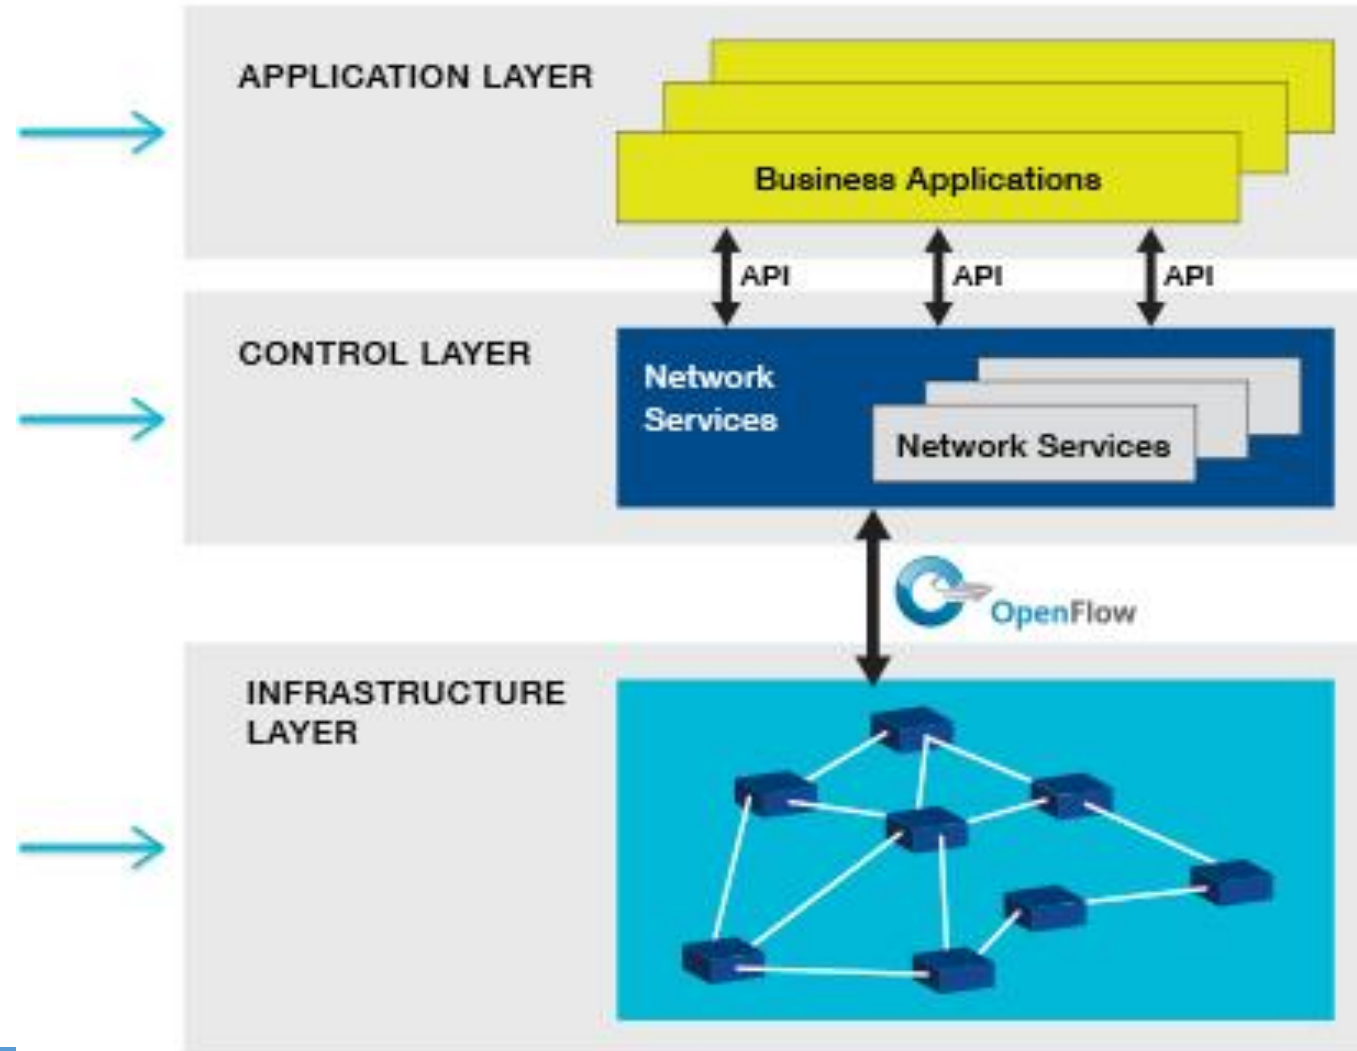 APPLICATION LAYER
Business Applications
API
API
API
CONTROL LAYER
Network
Services
Network Services
OpenFlow
INFRASTRUCTURE
LAYER